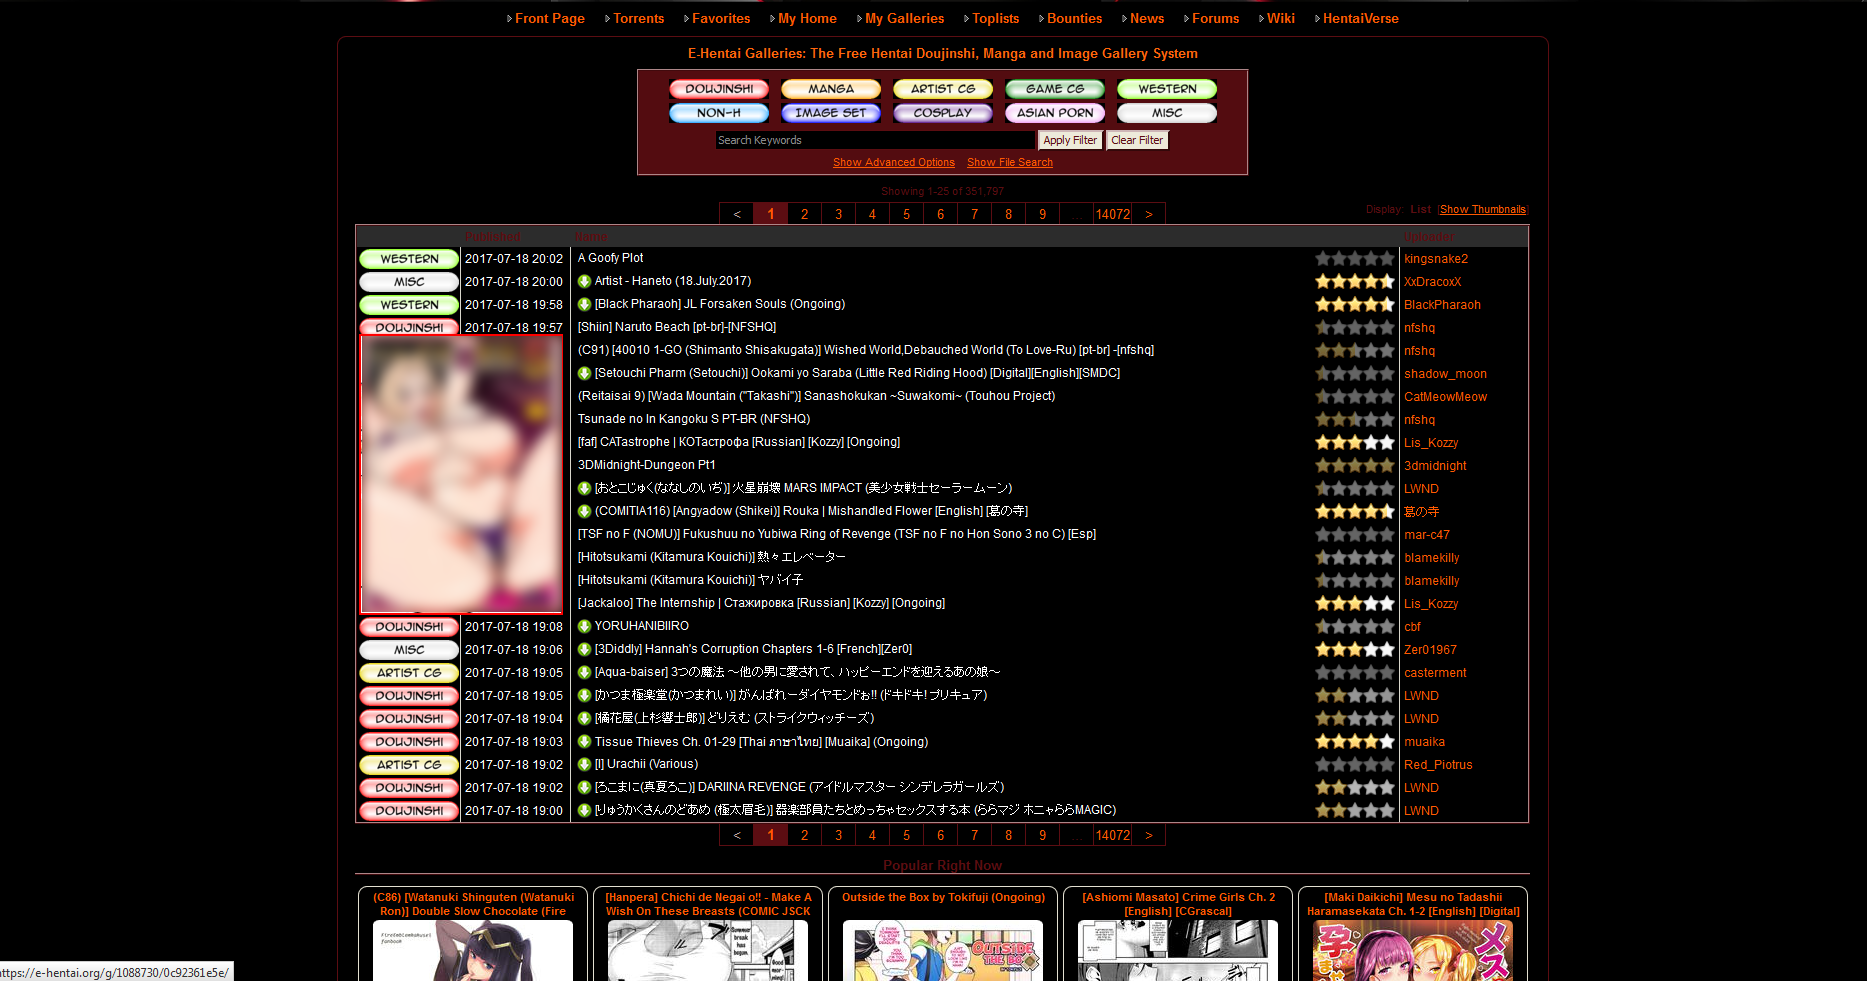 Front Page Torrents Favorites My Home My Galleries Toplists Bounties News Forums Wiki HentaiVerse
E-Hentai Galleries: The Free Hentai Doujinshi, Manga and Image Gallery System
DOUJINSHI MANGA ARTIST CG GAME CG WESTERN
NON-H IMAGE SET COSPLAY ASIAN PORN MISC
Search Keywords Apply Filter Clear Filter
Show Advanced Options Show File Search
Showing 1-25 of 351,797
Display: List [Show Thumbnails]
< 1 2 3 4 5 6 7 8 9 ... 14072 >
Published Name Uploader
WESTERN 2017-07-18 20:02 A Goofy Plot kingsnake2
MISC 2017-07-18 20:00 Artist - Haneto (18.July.2017) XxDracoxX
WESTERN 2017-07-18 19:58 [Black Pharaoh] JL Forsaken Souls (Ongoing) BlackPharaoh
DOUJINSHI 2017-07-18 19:57 [Shiin] Naruto Beach [pt-br]-[NFSHQ] nfshq
(C91) [40010 1-GO (Shimanto Shisakugata)] Wished World,Debauched World (To Love-Ru) [pt-br] -[nfshq] nfshq
[Setouchi Pharm (Setouchi)] Ookami yo Saraba (Little Red Riding Hood) [Digital][English][SMDC] shadow_moon
(Reitaisai 9) [Wada Mountain ("Takashi")] Sanashokukan ~Suwakomi~ (Touhou Project) CatMeowMeow
Tsunade no In Kangoku S PT-BR (NFSHQ) nfshq
[faf] CATastrophe | КОТастрофа [Russian] [Kozzy] [Ongoing] Lis_Kozzy
3DMidnight-Dungeon Pt1 3dmidnight
[おとこじゅく(ななしのいぢ)] 火星崩壊 MARS IMPACT (美少女戦士セーラームーン) LWND
(COMITIA116) [Angyadow (Shikei)] Rouka | Mishandled Flower [English] [葛の寺] 葛の寺
[TSF no F (NOMU)] Fukushuu no Yubiwa Ring of Revenge (TSF no F no Hon Sono 3 no C) [Esp] mar-c47
[Hitotsukami (Kitamura Kouichi)] 熱々エレベーター blamekilly
[Hitotsukami (Kitamura Kouichi)] ヤバイ子 blamekilly
[Jackaloo] The Internship | Стажировка [Russian] [Kozzy] [Ongoing] Lis_Kozzy
DOUJINSHI 2017-07-18 19:08 YORUHANIBIIRO cbf
MISC 2017-07-18 19:06 [3Diddly] Hannah's Corruption Chapters 1-6 [French][Zer0] Zer01967
ARTIST CG 2017-07-18 19:05 [Aqua-baiser] 3つの魔法 ～他の男に愛されて、ハッピーエンドを迎えるあの娘～ casterment
DOUJINSHI 2017-07-18 19:05 [かつま極楽堂(かつまれい)] がんばれーダイヤモンドぉ!! (ドキドキ! プリキュア) LWND
DOUJINSHI 2017-07-18 19:04 [橘花屋(上杉響士郎)] どりえむ (ストライクウィッチーズ) LWND
DOUJINSHI 2017-07-18 19:03 Tissue Thieves Ch. 01-29 [Thai ภาษาไทย] [Muaika] (Ongoing) muaika
ARTIST CG 2017-07-18 19:02 [I] Urachii (Various) Red_Piotrus
DOUJINSHI 2017-07-18 19:02 [ろこまに(真夏ろこ)] DARIINA REVENGE (アイドルマスター シンデレラガールズ) LWND
DOUJINSHI 2017-07-18 19:00 [りゅうかくさんのどあめ (極太眉毛)] 器楽部員たちとめっちゃセックスする本 (ららマジ ホニャららMAGIC) LWND
< 1 2 3 4 5 6 7 8 9 ... 14072 >
Popular Right Now
(C86) [Watanuki Shinguten (Watanuki
Ron)] Double Slow Chocolate (Fire
[Hanpera] Chichi de Negai o!! - Make A
Wish On These Breasts (COMIC JSCK
Outside the Box by Tokifuji (Ongoing)
[Ashiomi Masato] Crime Girls Ch. 2
[English] [CGrascal]
[Maki Daikichi] Mesu no Tadashii
Haramasekata Ch. 1-2 [English] [Digital]
FireEmblemKakusei
fanbook
Summer
break
has
OUTSIDE
THE BO
孕
ませ
メス
ttps://e-hentai.org/g/1088730/0c92361e5e/